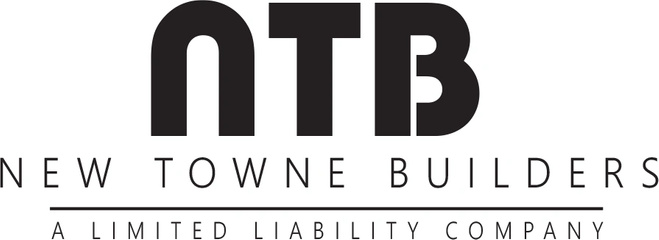 NTB
NEW TOWNE BUILDERS
A LIMITED LIABILITY COMPANY